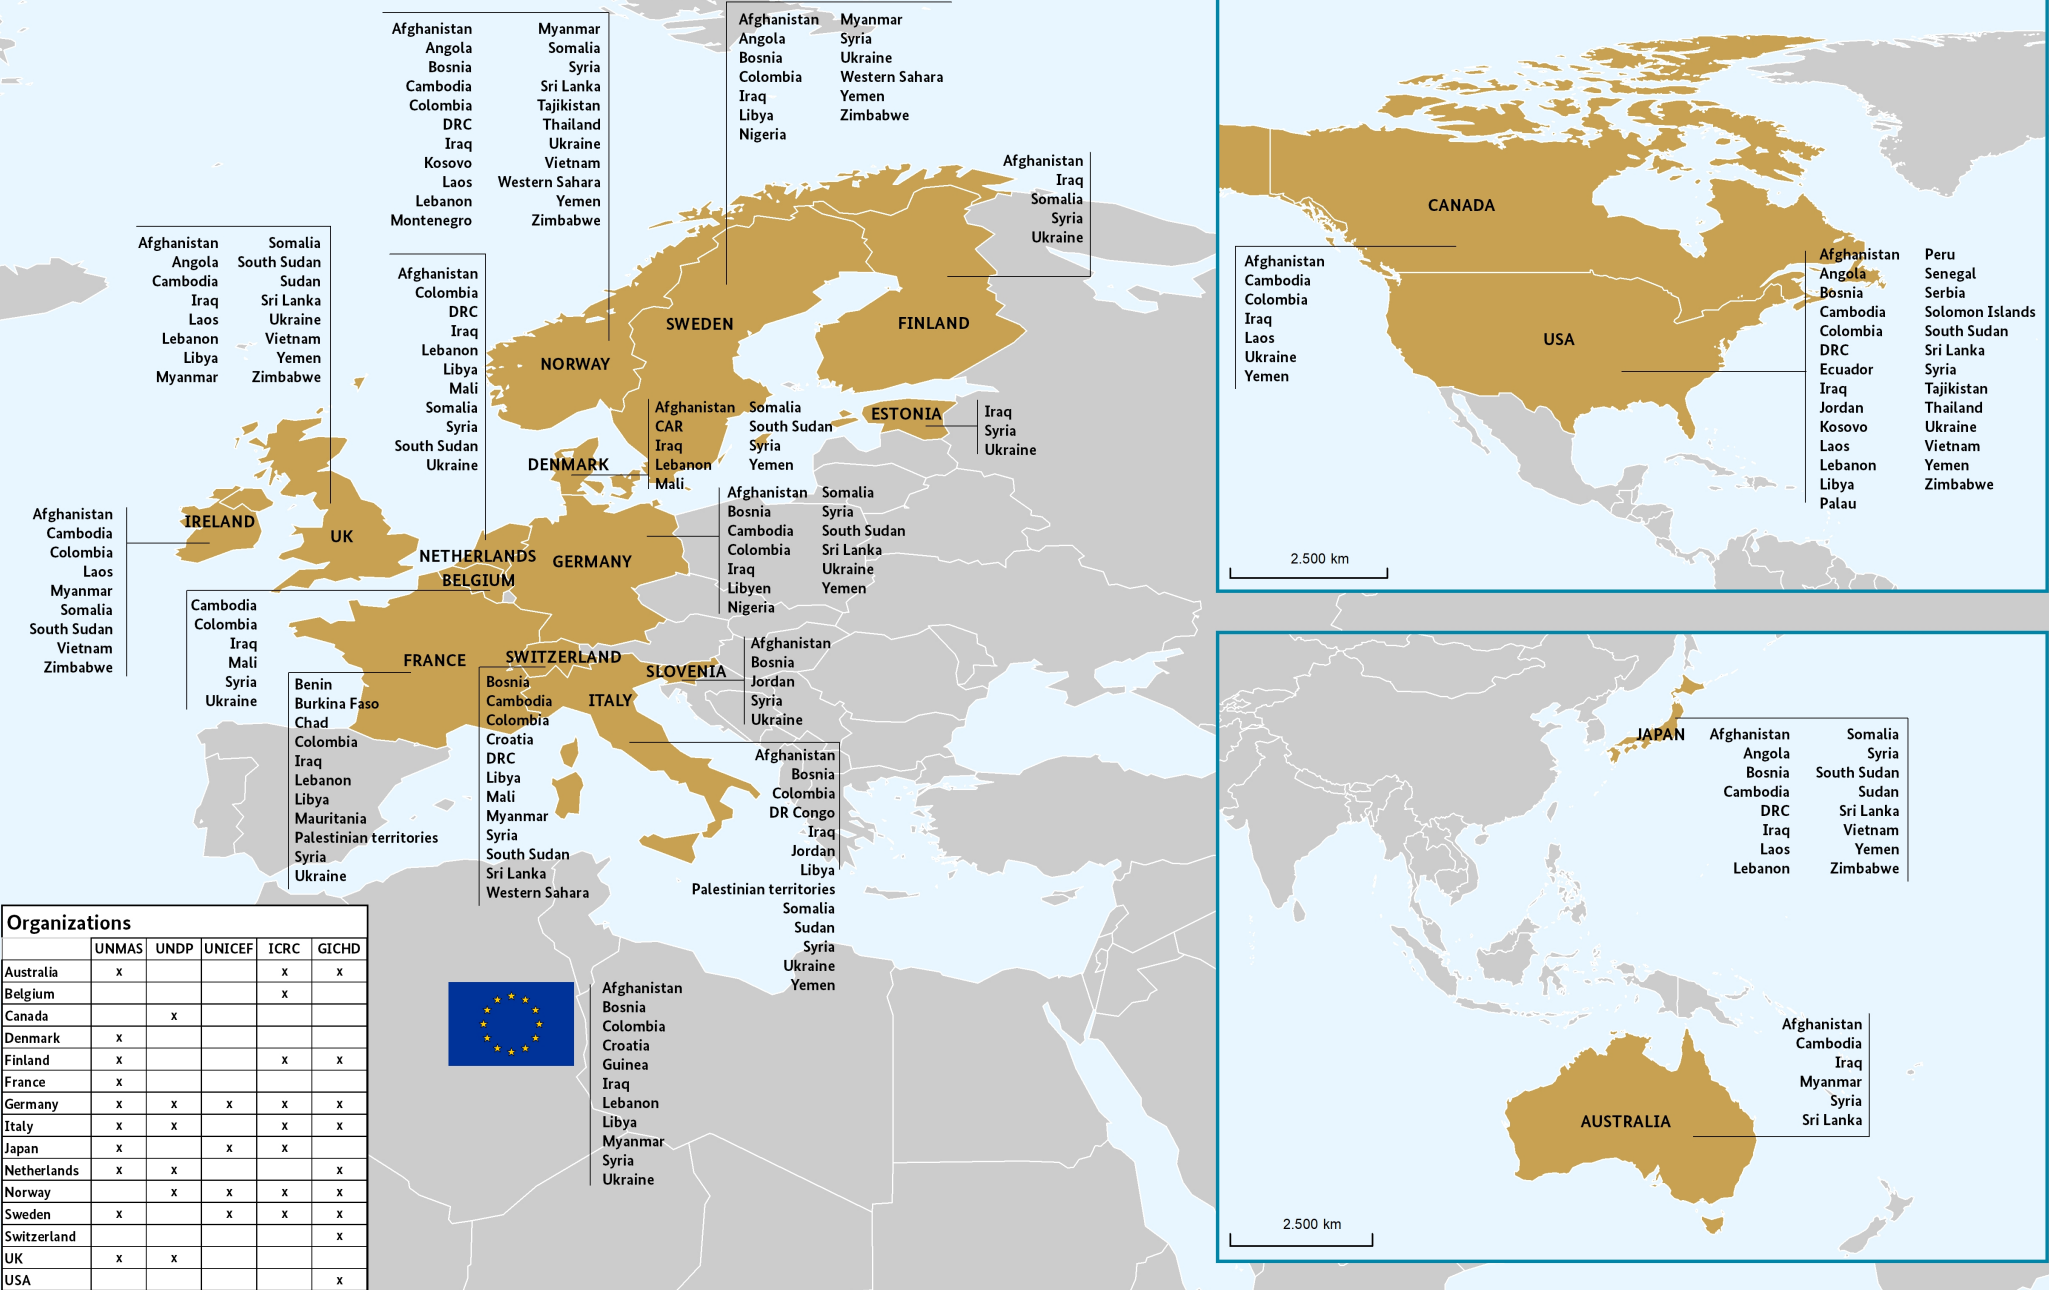 Afghanistan Myanmar
Angola Somalia
Bosnia Syria
Cambodia Sri Lanka
Colombia Tajikistan
DRC Thailand
Iraq Ukraine
Kosovo Vietnam
Laos Western Sahara
Lebanon Yemen
Montenegro Zimbabwe
NORWAY
Afghanistan Myanmar
Angola Syria
Bosnia Ukraine
Colombia Western Sahara
Iraq Yemen
Libya Zimbabwe
Nigeria
SWEDEN
Afghanistan
Iraq
Somalia
Syria
Ukraine
FINLAND
Afghanistan Somalia
Angola South Sudan
Cambodia Sudan
Iraq Sri Lanka
Laos Ukraine
Lebanon Vietnam
Libya Yemen
Myanmar Zimbabwe
UK
Afghanistan
Colombia
DRC
Iraq
Lebanon
Libya
Mali
Somalia
Syria
South Sudan
Ukraine
NETHERLANDS
DENMARK
Afghanistan Somalia
CAR South Sudan
Iraq Syria
Lebanon Yemen
Mali
ESTONIA
Iraq
Syria
Ukraine
Afghanistan
Cambodia
Colombia
Laos
Myanmar
Somalia
South Sudan
Vietnam
Zimbabwe
IRELAND
GERMANY
Afghanistan Somalia
Bosnia Syria
Cambodia South Sudan
Colombia Sri Lanka
Iraq Ukraine
Libyen Yemen
Nigeria
BELGIUM
Cambodia
Colombia
Iraq
Mali
Syria
Ukraine
FRANCE
Benin
Burkina Faso
Chad
Colombia
Iraq
Lebanon
Libya
Mauritania
Palestinian territories
Syria
Ukraine
SWITZERLAND
Bosnia
Cambodia
Colombia
Croatia
DRC
Libya
Mali
Myanmar
Syria
South Sudan
Sri Lanka
Western Sahara
SLOVENIA
Afghanistan
Bosnia
Jordan
Syria
Ukraine
ITALY
Afghanistan
Bosnia
Colombia
DR Congo
Iraq
Jordan
Libya
Palestinian territories
Somalia
Sudan
Syria
Ukraine
Yemen
Afghanistan
Bosnia
Colombia
Croatia
Guinea
Iraq
Lebanon
Libya
Myanmar
Syria
Ukraine
Organizations
UNMAS UNDP UNICEF ICRC GICHD
Australia x x x
Belgium x
Canada x
Denmark x
Finland x x x
France x
Germany x x x x x
Italy x x x x
Japan x x x
Netherlands x x x
Norway x x x x
Sweden x x x x
Switzerland x
UK x x
USA x
CANADA
Afghanistan
Cambodia
Colombia
Iraq
Laos
Ukraine
Yemen
USA
Afghanistan Peru
Angola Senegal
Bosnia Serbia
Cambodia Solomon Islands
Colombia South Sudan
DRC Sri Lanka
Ecuador Syria
Iraq Tajikistan
Jordan Thailand
Kosovo Ukraine
Laos Vietnam
Lebanon Yemen
Libya Zimbabwe
Palau
2.500 km
JAPAN
Afghanistan Somalia
Angola Syria
Bosnia South Sudan
Cambodia Sudan
DRC Sri Lanka
Iraq Vietnam
Laos Yemen
Lebanon Zimbabwe
Afghanistan
Cambodia
Iraq
Myanmar
Syria
Sri Lanka
AUSTRALIA
2.500 km